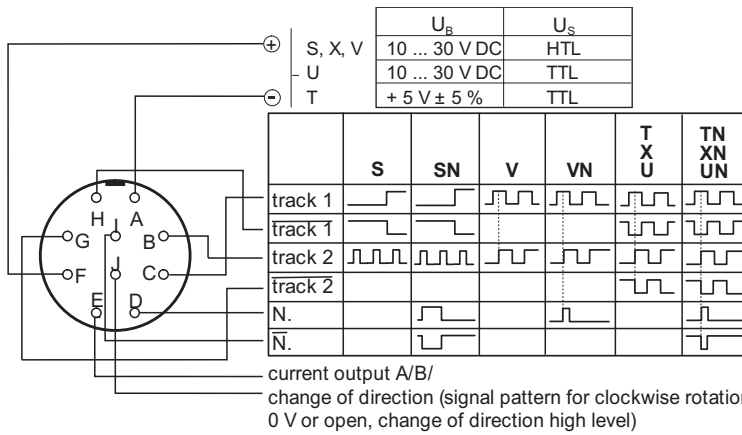 U_B U_S
⊕ S, X, V 10 ... 30 V DC HTL
U 10 ... 30 V DC TTL
⊖ T + 5 V ± 5 % TTL
S SN V VN T X U TN XN UN
track 1
track 1
track 2
track 2
N.
N.
H I A
G B
F J C
E D
current output A/B/
change of direction (signal pattern for clockwise rotation
0 V or open, change of direction high level)